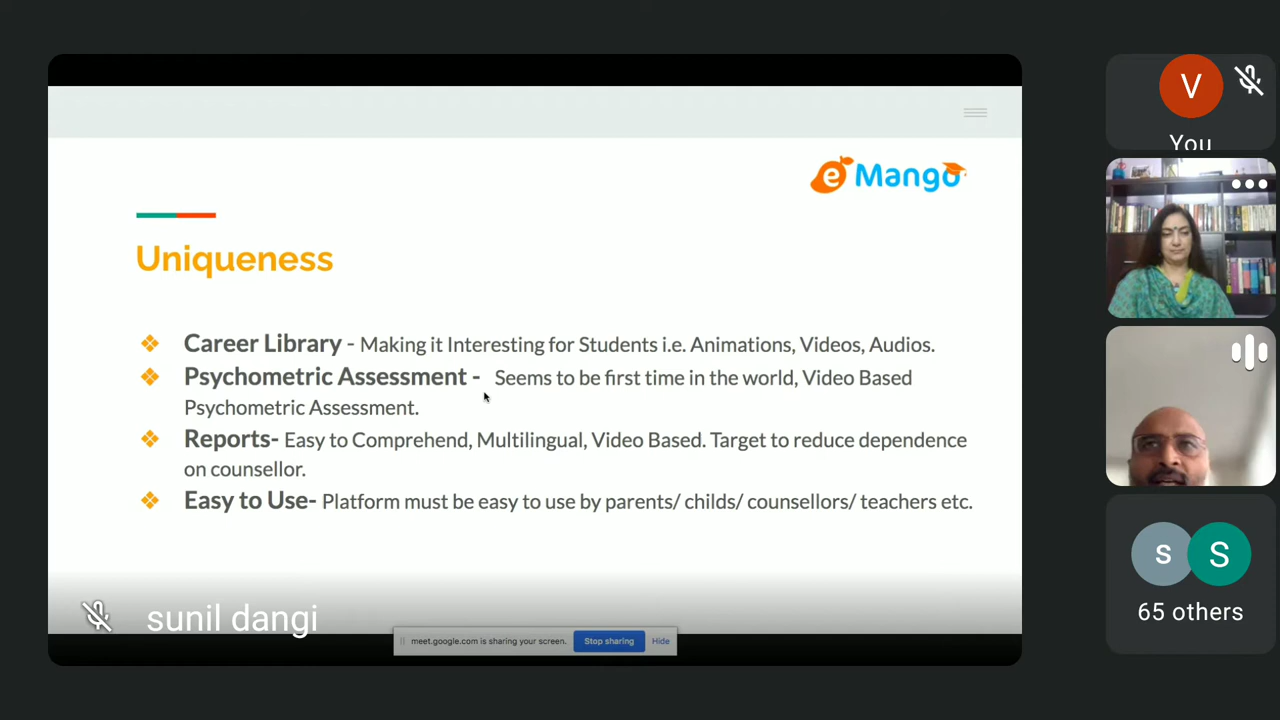 e Mango
Uniqueness
Career Library - Making it Interesting for Students i.e. Animations, Videos, Audios.
Psychometric Assessment - Seems to be first time in the world, Video Based
Psychometric Assessment.
Reports- Easy to Comprehend, Multilingual, Video Based. Target to reduce dependence
on counsellor.
Easy to Use- Platform must be easy to use by parents/ childs/ counsellors/ teachers etc.
sunil dangi
meet.google.com is sharing your screen. Stop sharing Hide
V
You
s S
65 others